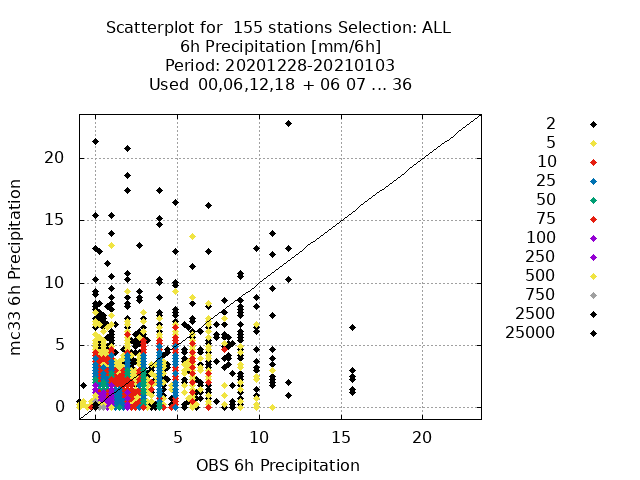 Scatterplot for  155 stations Selection: ALL
6h Precipitation [mm/6h]
Period: 20201228-20210103
Used  00,06,12,18  + 06 07 ... 36
2
5
10
25
50
75
100
250
500
750
2500
25000
20
15
10
5
0
mc33 6h Precipitation
0 5 10 15 20
OBS 6h Precipitation